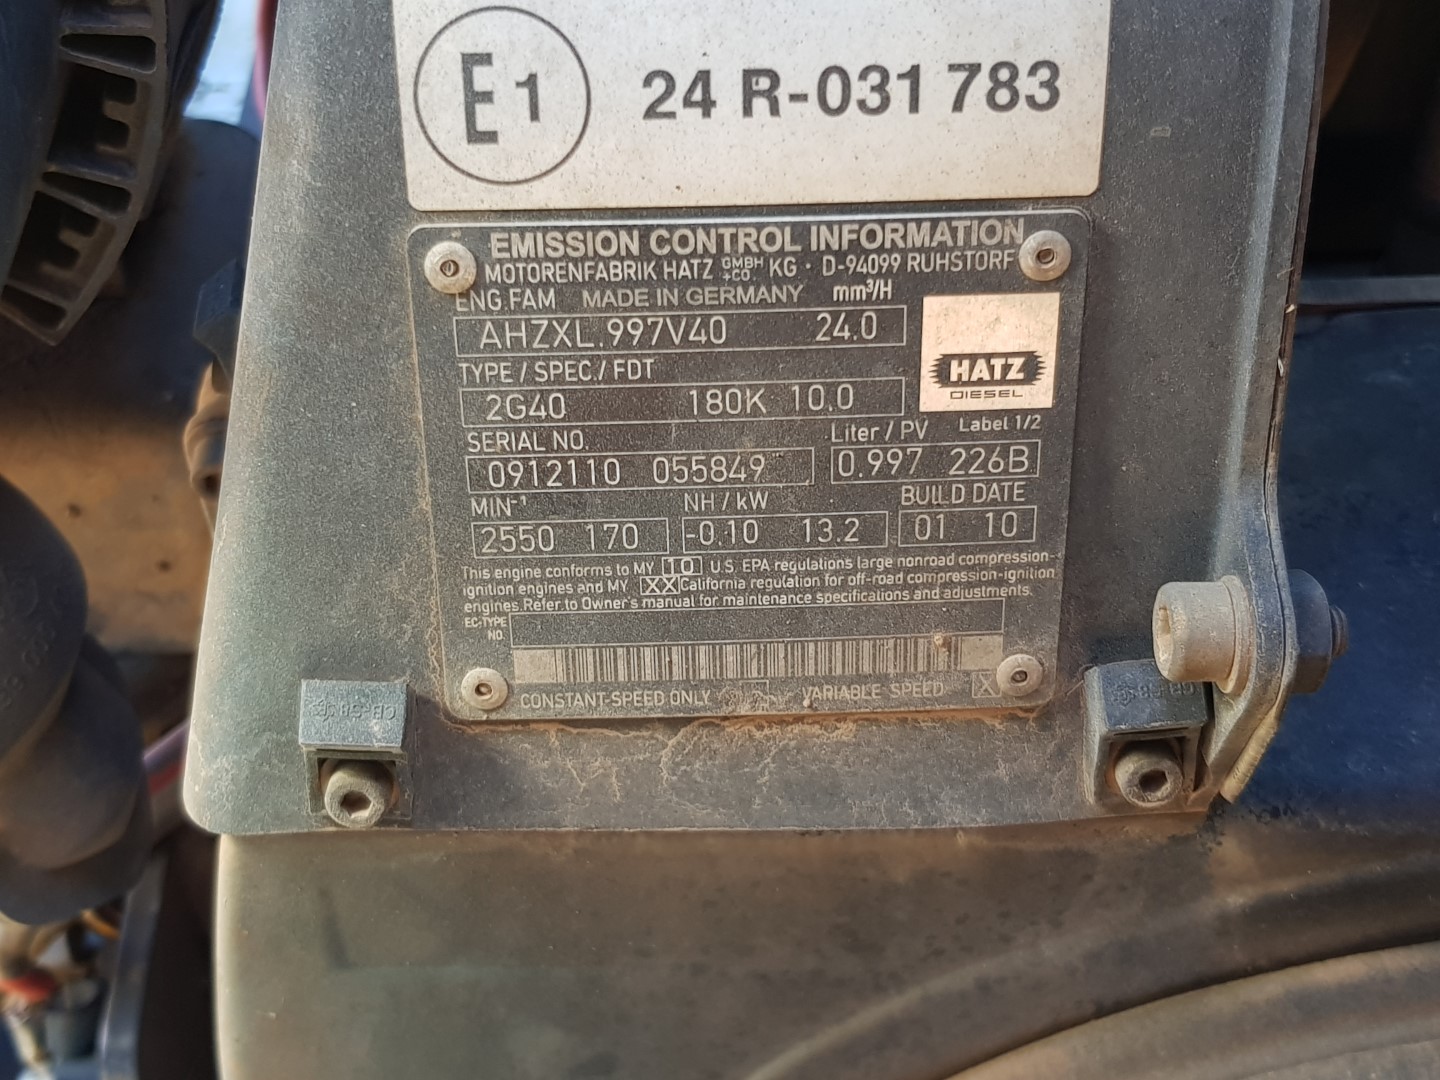 E1 24 R-031 783
EMISSION CONTROL INFORMATION
MOTORENFABRIK HATZ GMBH +CO. KG · D-94099 RUHSTORF
ENG.FAM MADE IN GERMANY mm³/H
AHZXL.997V40 24.0
TYPE / SPEC./ FDT
2G40 180K 10.0
HATZ
DIESEL
SERIAL NO. Liter / PV Label 1/2
0912110 055849 0.997 226B
MIN⁻¹ NH / kW BUILD DATE
2550 170 -0.10 13.2 01 10
This engine conforms to MY 10 U.S. EPA regulations large nonroad compression-
ignition engines and MY XX California regulation for off-road compression-ignition
engines. Refer to Owner's manual for maintenance specifications and adjustments.
EC-TYPE
NO.
CONSTANT-SPEED ONLY VARIABLE SPEED X